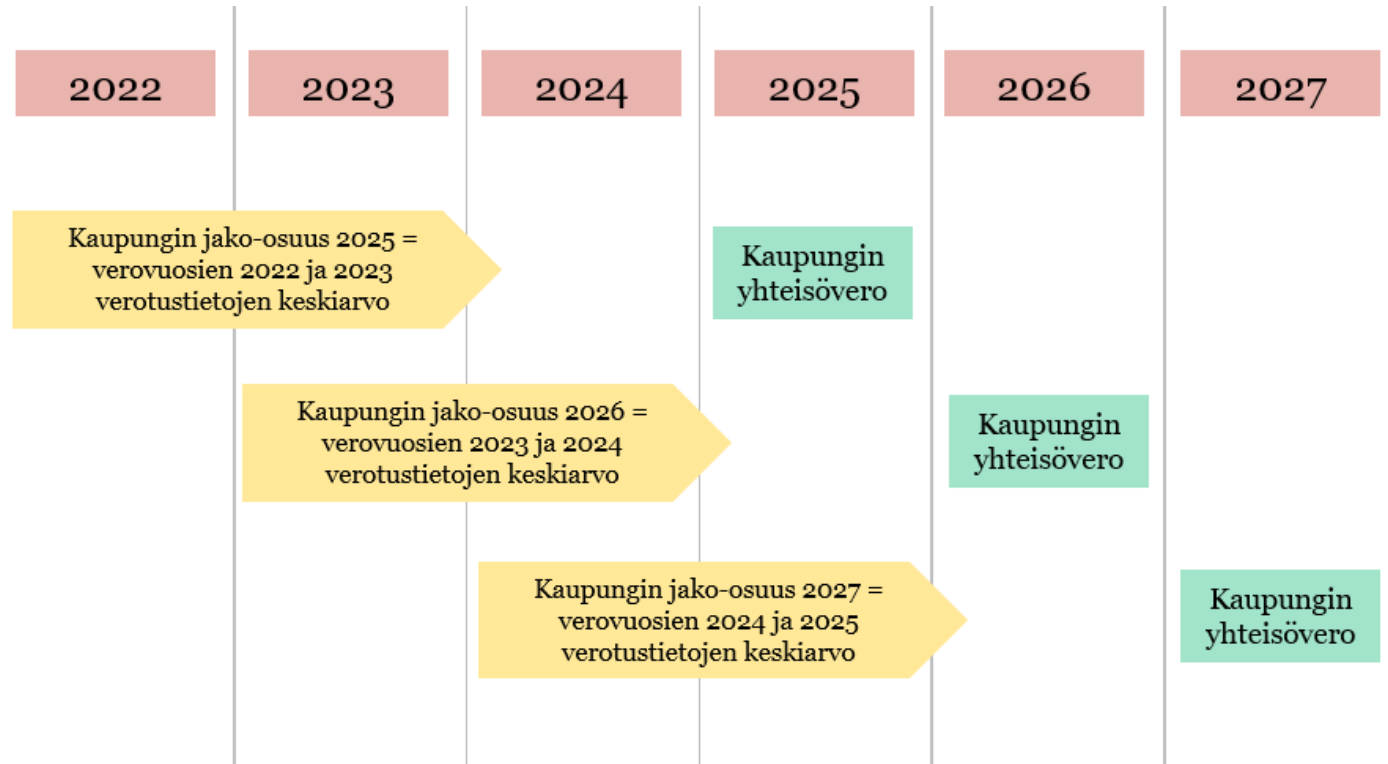 2022
2023
2024
2025
2026
2027
Kaupungin jako-osuus 2025 =
verovuosien 2022 ja 2023
verotustietojen keskiarvo
Kaupungin
yhteisövero
Kaupungin jako-osuus 2026 =
verovuosien 2023 ja 2024
verotustietojen keskiarvo
Kaupungin
yhteisövero
Kaupungin jako-osuus 2027 =
verovuosien 2024 ja 2025
verotustietojen keskiarvo
Kaupungin
yhteisövero